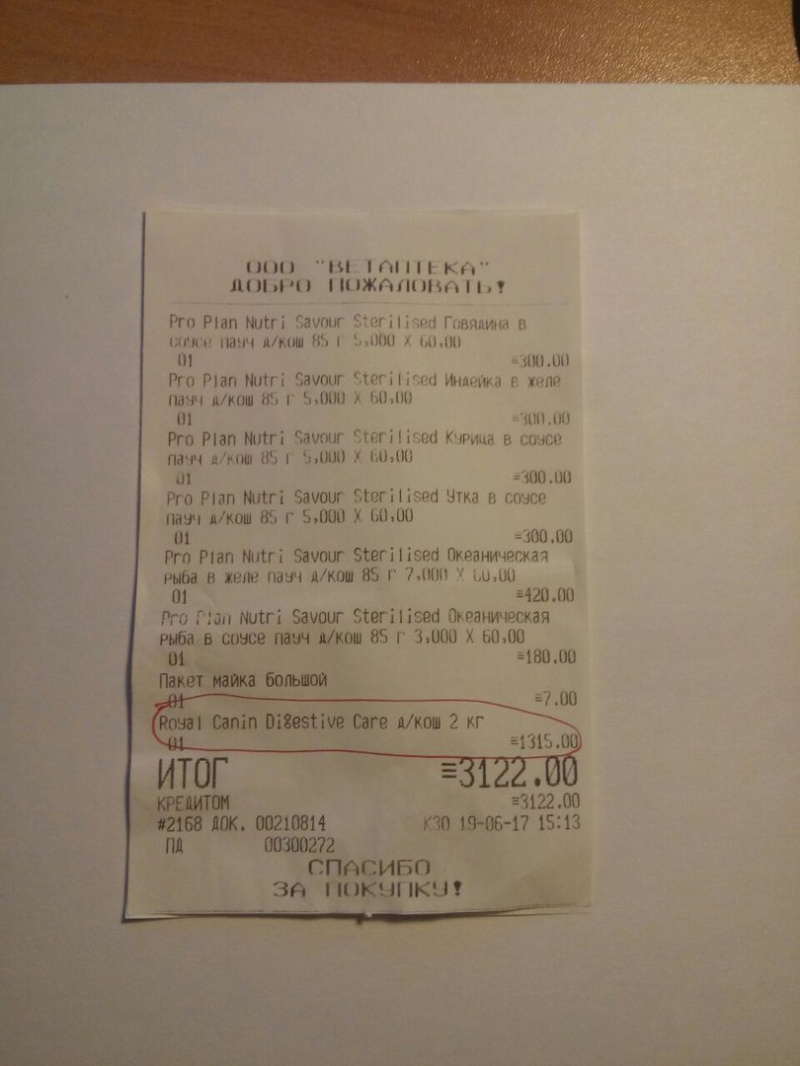 ООО "ВЕТАПТЕКА"
ДОБРО ПОЖАЛОВАТЬ!
Pro Plan Nutri Savour Sterilised Говядина в
соусе пауч д/кош 85 г 5,000 X 60,00
01 =300.00
Pro Plan Nutri Savour Sterilised Индейка в желе
пауч д/кош 85 г 5,000 X 60,00
01 =300.00
Pro Plan Nutri Savour Sterilised Курица в соусе
пауч д/кош 85 г 5,000 X 60,00
01 =300.00
Pro Plan Nutri Savour Sterilised Утка в соусе
пауч д/кош 85 г 5,000 X 60,00
01 =300.00
Pro Plan Nutri Savour Sterilised Океаническая
рыба в желе пауч д/кош 85 г 7,000 X 60,00
01 =420.00
Pro Plan Nutri Savour Sterilised Океаническая
рыба в соусе пауч д/кош 85 г 3,000 X 60,00
01 =180.00
Пакет майка большой
01 =7.00
Royal Canin Digestive Care д/кош 2 кг
01 =1315.00
ИТОГ =3122.00
КРЕДИТОМ =3122.00
#2168 ДОК. 00210814 К30 19-06-17 15:13
ПД 00300272
СПАСИБО
ЗА ПОКУПКУ!